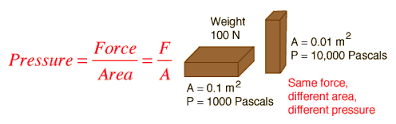 Pressure = Force / Area = F / A
Weight
100 N
A = 0.1 m²
P = 1000 Pascals
A = 0.01 m²
P = 10,000 Pascals
Same force,
different area,
different pressure